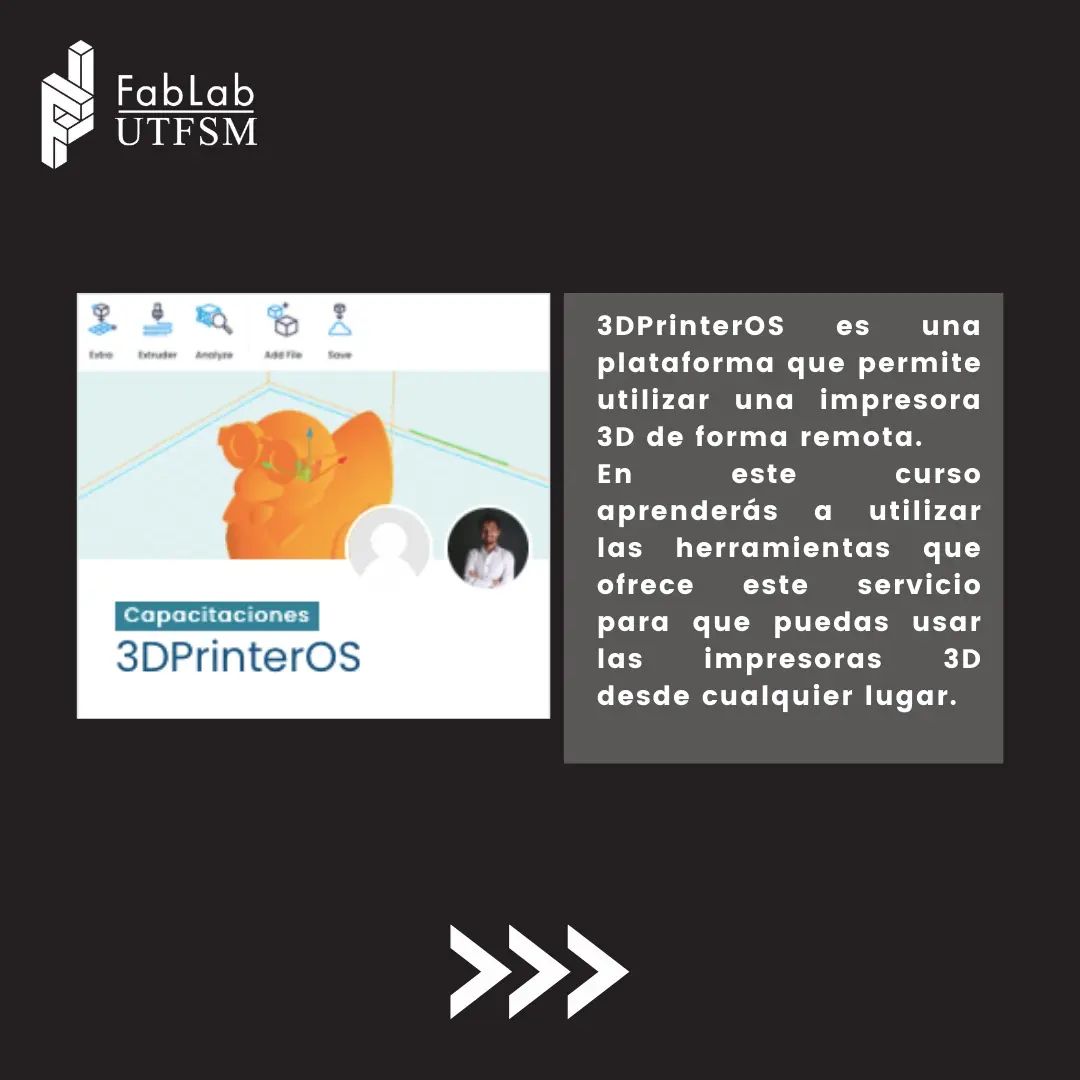 FabLab
UTFSM
Extra
Extruder
Analyze
Add File
Save
Capacitaciones
3DPrinterOS
3DPrinterOS es una
plataforma que permite
utilizar una impresora
3D de forma remota.
En este curso
aprenderás a utilizar
las herramientas que
ofrece este servicio
para que puedas usar
las impresoras 3D
desde cualquier lugar.